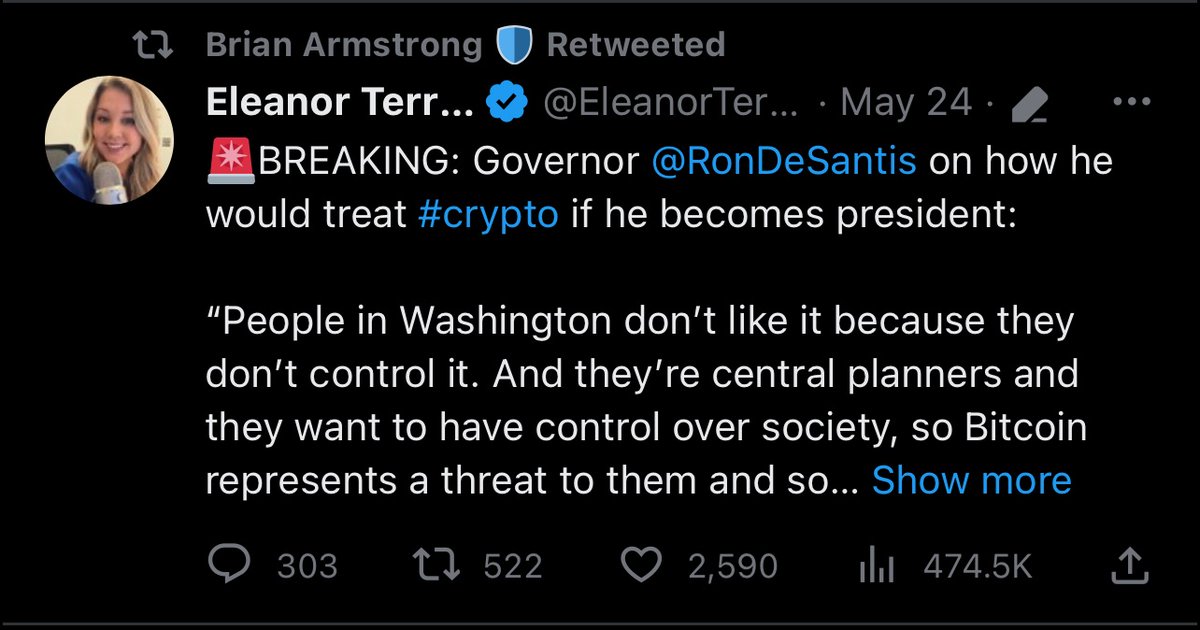 Brian Armstrong 🛡️ Retweeted
Eleanor Terr... @EleanorTer... · May 24 ·
🚨BREAKING: Governor @RonDeSantis on how he
would treat #crypto if he becomes president:
“People in Washington don’t like it because they
don’t control it. And they’re central planners and
they want to have control over society, so Bitcoin
represents a threat to them and so... Show more
303 522 2,590 474.5K